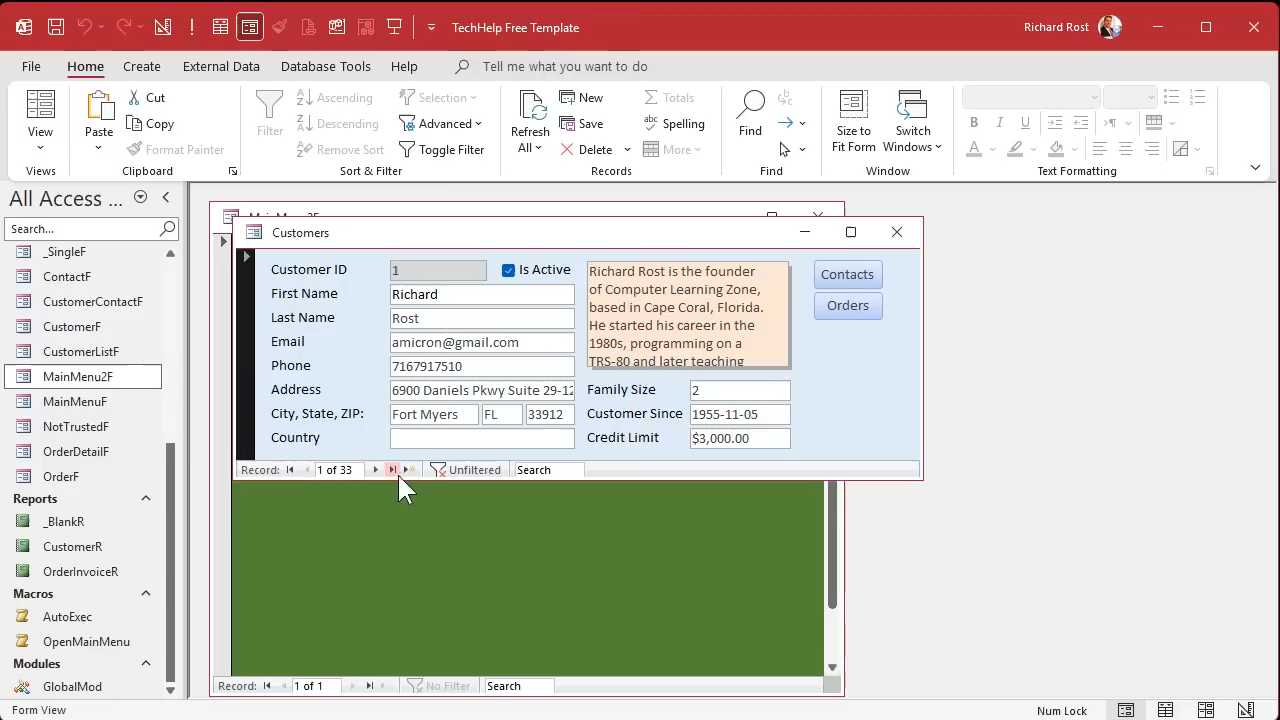 TechHelp Free Template
Richard Rost
File Home Create External Data Database Tools Help Tell me what you want to do
View
Views
Paste
Cut
Copy
Format Painter
Clipboard
Filter
Ascending
Descending
Remove Sort
Selection
Advanced
Toggle Filter
Sort & Filter
Refresh All
New
Save
Delete
Totals
Spelling
More
Records
Find
Find
Size to Fit Form
Switch Windows
Window
B I U
A
Text Formatting
All Access ...
Search...
_SingleF
ContactF
CustomerContactF
CustomerF
CustomerListF
MainMenu2F
MainMenuF
NotTrustedF
OrderDetailF
OrderF
Reports
_BlankR
CustomerR
OrderInvoiceR
Macros
AutoExec
OpenMainMenu
Modules
GlobalMod
MainMenu2F
Customers
Customer ID 1 Is Active
First Name Richard
Last Name Rost
Email amicron@gmail.com
Phone 7167917510
Address 6900 Daniels Pkwy Suite 29-12
City, State, ZIP: Fort Myers FL 33912
Country
Richard Rost is the founder
of Computer Learning Zone,
based in Cape Coral, Florida.
He started his career in the
1980s, programming on a
TRS-80 and later teaching
Family Size 2
Customer Since 1955-11-05
Credit Limit $3,000.00
Contacts
Orders
Record: 1 of 33 Unfiltered Search
Record: 1 of 1 No Filter Search
Form View
Num Lock